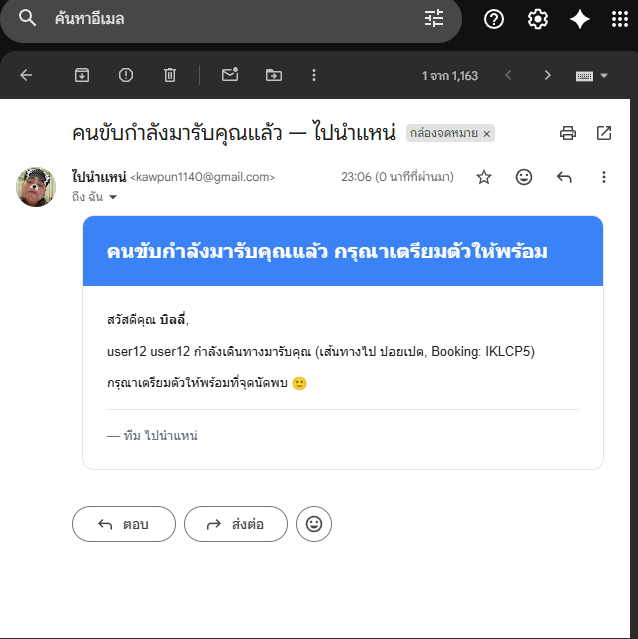 ค้นหาอีเมล
1 จาก 1,163
คนขับกำลังมารับคุณแล้ว — ไปนำแหน่ กล่องจดหมาย ×
ไปนำแหน่ <kawpun1140@gmail.com> 23:06 (0 นาทีที่ผ่านมา)
ถึง ฉัน
คนขับกำลังมารับคุณแล้ว กรุณาเตรียมตัวให้พร้อม
สวัสดีคุณ บิลลี่,
user12 user12 กำลังเดินทางมารับคุณ (เส้นทางไป ปอยเปต, Booking: IKLCP5)
กรุณาเตรียมตัวให้พร้อมที่จุดนัดพบ 🙂
— ทีม ไปนำแหน่
ตอบ ส่งต่อ